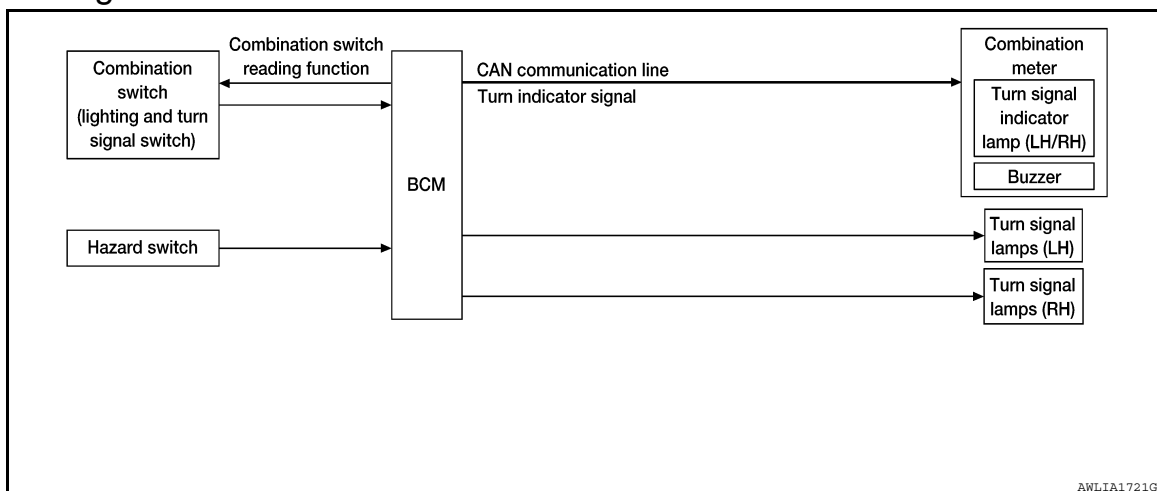 Combination switch
reading function
Combination
switch
(lighting and turn
signal switch)
Hazard switch
BCM
CAN communication line
Turn indicator signal
Combination
meter
Turn signal
indicator
lamp (LH/RH)
Buzzer
Turn signal
lamps (LH)
Turn signal
lamps (RH)
AWLIA1721G